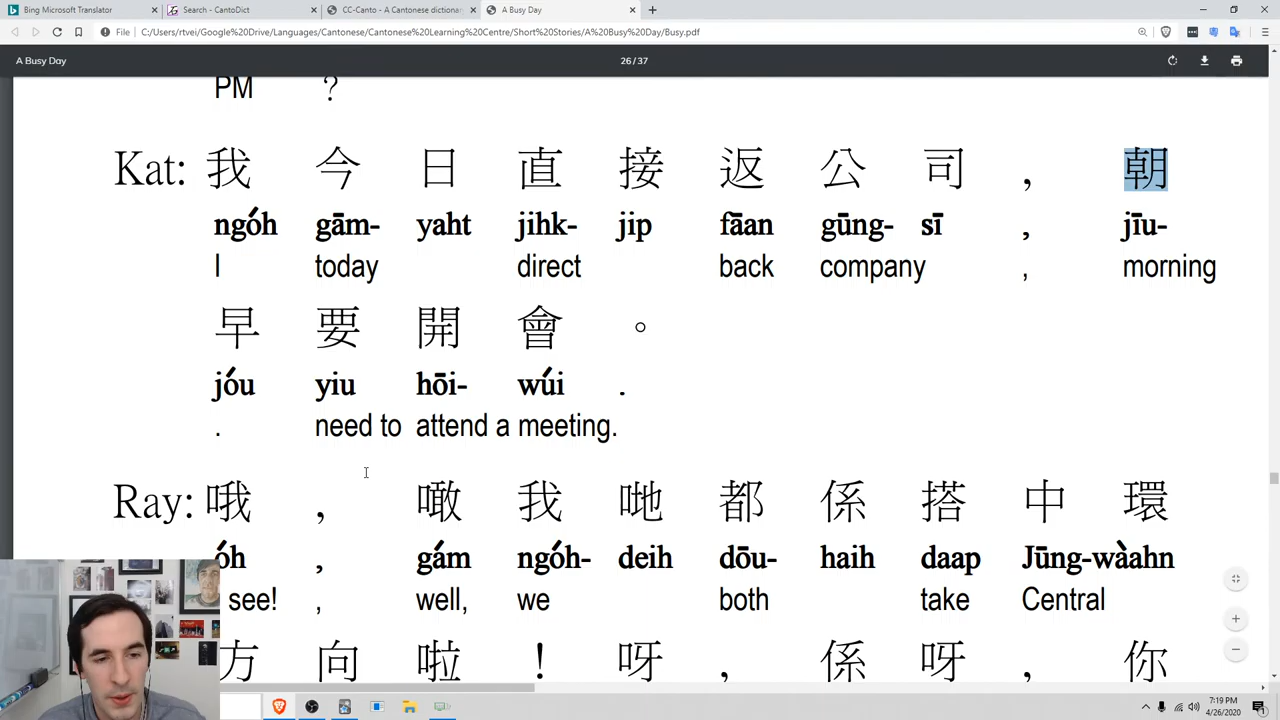 Bing Microsoft Translator
Search - CantoDict
CC-Canto - A Cantonese dictionar
A Busy Day
File
C:/Users/rtvei/Google%20Drive/Languages/Cantonese/Cantonese%20Learning%20Centre/Short%20Stories/A%20Busy%20Day/Busy.pdf
A Busy Day
26/37
PM ?
Kat: 我 今 日 直 接 返 公 司 , 朝
ngóh gām- yaht jihk- jip fāan gūng- sī , jīu-
I today direct back company , morning
早 要 開 會 。
jóu yiu hōi- wúi .
. need to attend a meeting.
Ray: 哦 , 噉 我 哋 都 係 搭 中 環
óh , gám ngóh- deih dōu- haih daap Jūng-wàahn
see! , well, we both take Central
方 向 啦 ! 呀 , 係 呀 , 你
7:19 PM
4/26/2020